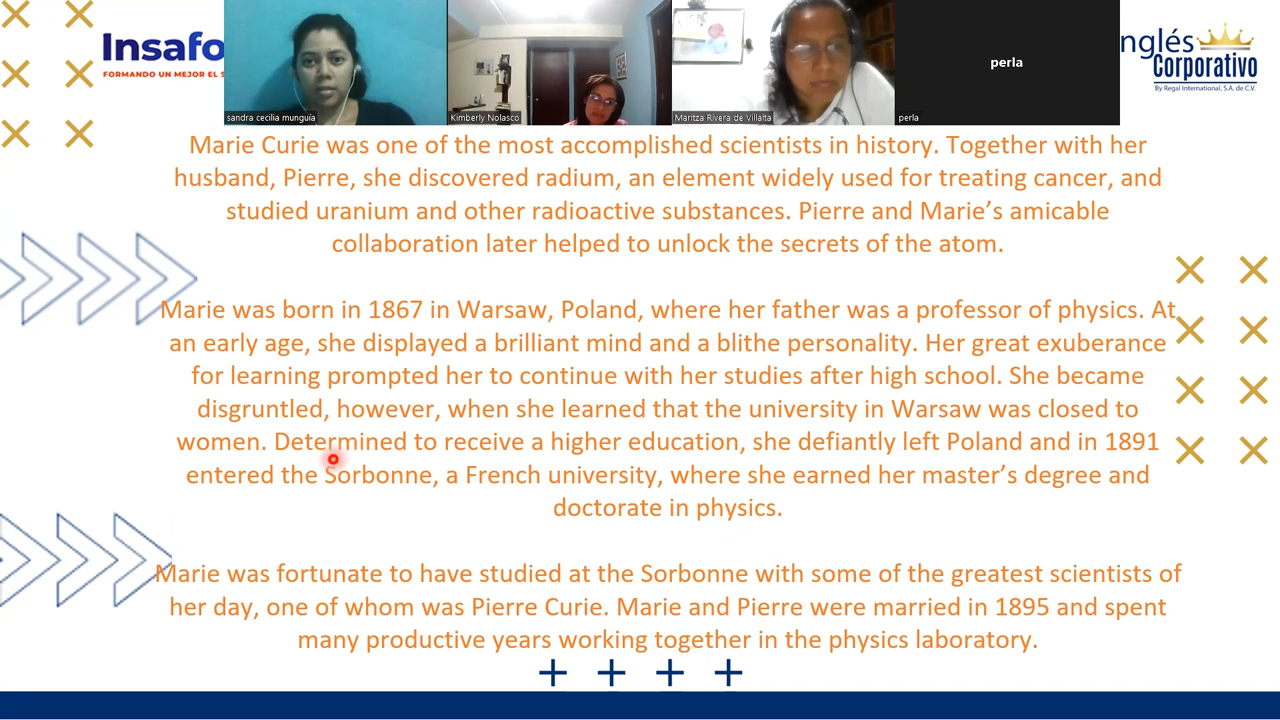 Insafo
FORMANDO UN MEJOR EL S
sandra cecilia munguía
Kimberly Nolasco
Maritza Rivera de Villalta
perla
perla
nglés
Corporativo
By Regal International, S.A. de C.V.
Marie Curie was one of the most accomplished scientists in history. Together with her
husband, Pierre, she discovered radium, an element widely used for treating cancer, and
studied uranium and other radioactive substances. Pierre and Marie’s amicable
collaboration later helped to unlock the secrets of the atom.
Marie was born in 1867 in Warsaw, Poland, where her father was a professor of physics. At
an early age, she displayed a brilliant mind and a blithe personality. Her great exuberance
for learning prompted her to continue with her studies after high school. She became
disgruntled, however, when she learned that the university in Warsaw was closed to
women. Determined to receive a higher education, she defiantly left Poland and in 1891
entered the Sorbonne, a French university, where she earned her master’s degree and
doctorate in physics.
Marie was fortunate to have studied at the Sorbonne with some of the greatest scientists of
her day, one of whom was Pierre Curie. Marie and Pierre were married in 1895 and spent
many productive years working together in the physics laboratory.